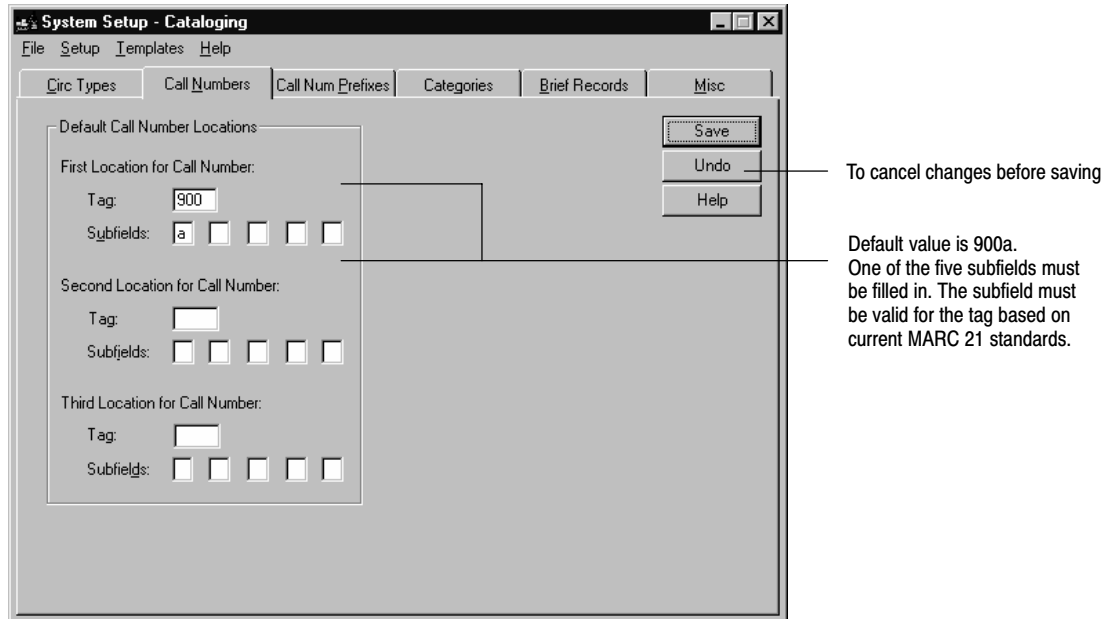 System Setup - Cataloging
File Setup Templates Help
Circ Types Call Numbers Call Num Prefixes Categories Brief Records Misc
Default Call Number Locations
First Location for Call Number:
Tag: 900
Subfields: a
Second Location for Call Number:
Tag:
Subfields:
Third Location for Call Number:
Tag:
Subfields:
Save
Undo
Help
To cancel changes before saving
Default value is 900a.
One of the five subfields must
be filled in. The subfield must
be valid for the tag based on
current MARC 21 standards.